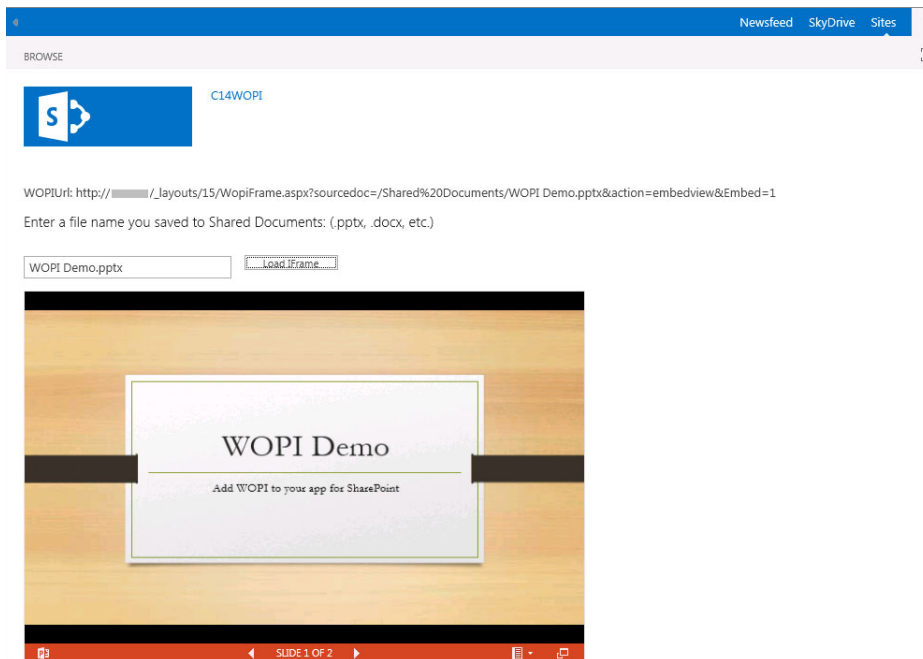 Newsfeed SkyDrive Sites
BROWSE
S
C14WOPI
WOPIUrl: http:// /_layouts/15/WopiFrame.aspx?sourcedoc=/Shared%20Documents/WOPI Demo.pptx&action=embedview&Embed=1
Enter a file name you saved to Shared Documents: (.pptx, .docx, etc.)
WOPI Demo.pptx Load IFrame
WOPI Demo
Add WOPI to your app for SharePoint
SLIDE 1 OF 2